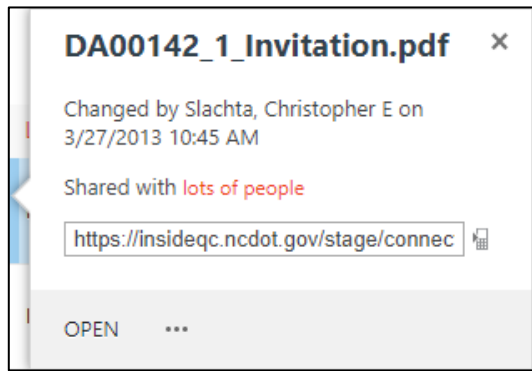 DA00142_1_Invitation.pdf
Changed by Slachta, Christopher E on
3/27/2013 10:45 AM
Shared with lots of people
https://insideqc.ncdot.gov/stage/connec
OPEN ...